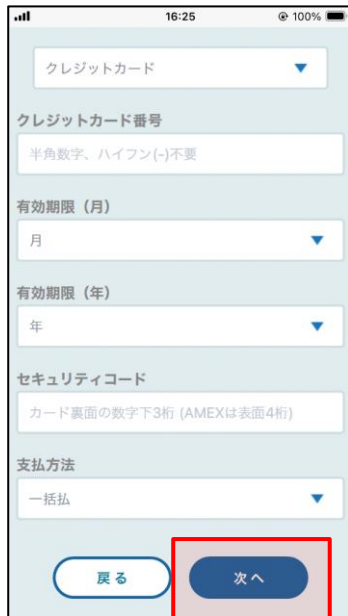 16:25
100%
クレジットカード
クレジットカード番号
半角数字、ハイフン(-)不要
有効期限（月）
月
有効期限（年）
年
セキュリティコード
カード裏面の数字下3桁 (AMEXは表面4桁)
支払方法
一括払
戻る
次へ